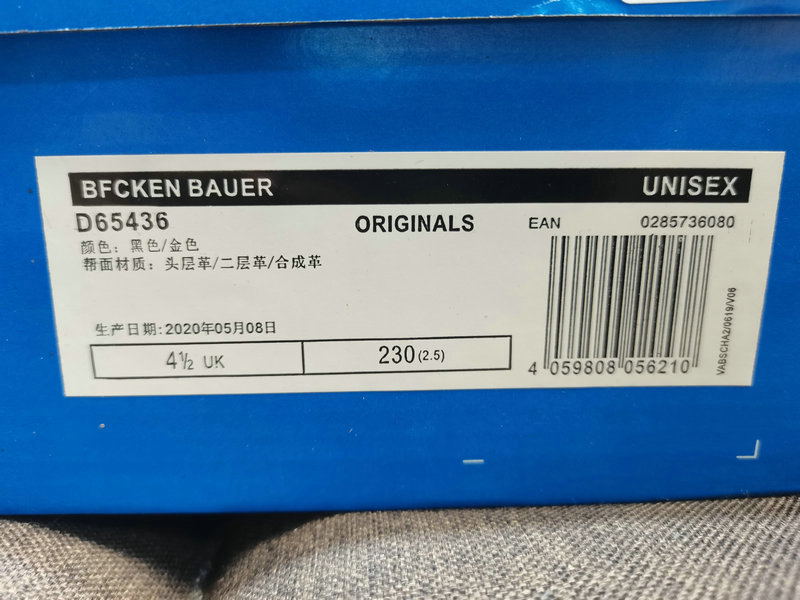 BFCKEN BAUER UNISEX
D65436 ORIGINALS EAN 0285736080
颜色: 黑色/金色
帮面材质: 头层革/二层革/合成革
生产日期: 2020年05月08日
4½ UK 230(2.5)
4 059808 056210
VABSCHA2/0619/V06